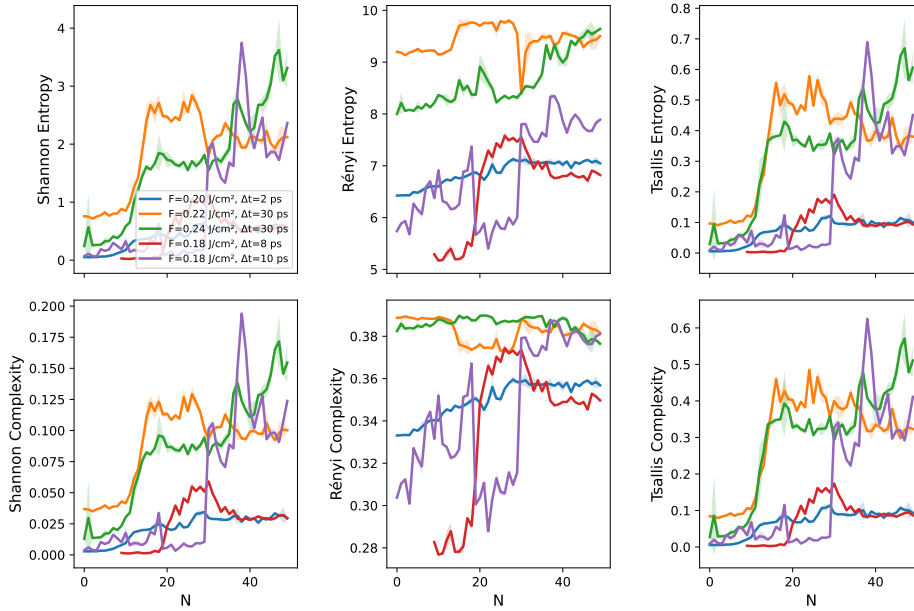 4
3
2
1
0
Shannon Entropy
F=0.20 J/cm², Δt=2 ps
F=0.22 J/cm², Δt=30 ps
F=0.24 J/cm², Δt=30 ps
F=0.18 J/cm², Δt=8 ps
F=0.18 J/cm², Δt=10 ps
10
9
8
7
6
5
Rényi Entropy
0 20 40
0.8
0.7
0.6
0.5
0.4
0.3
0.2
0.1
0.0
Tsallis Entropy
0 20 40
0.200
0.175
0.150
0.125
0.100
0.075
0.050
0.025
0.000
Shannon Complexity
0 20 40
N
0.38
0.36
0.34
0.32
0.30
0.28
Rényi Complexity
0 20 40
N
0.6
0.5
0.4
0.3
0.2
0.1
0.0
Tsallis Complexity
0 20 40
N